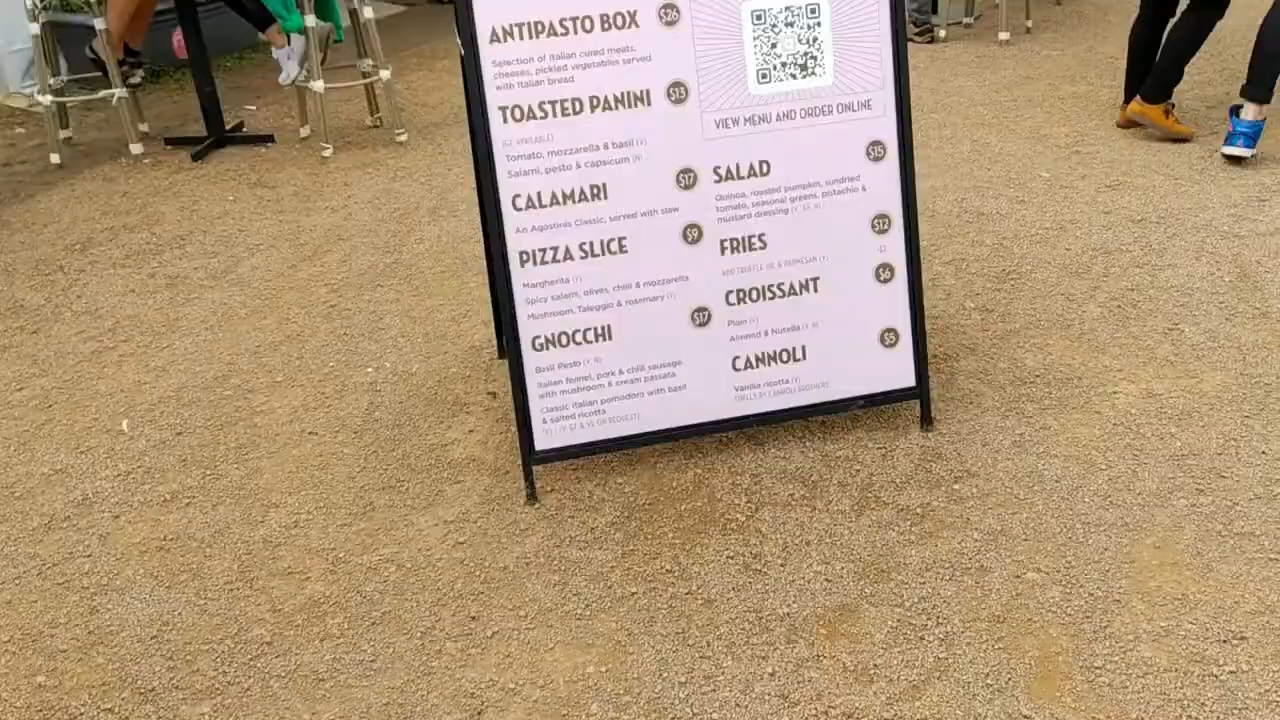 ANTIPASTO BOX $26
Selection of Italian cured meats,
cheeses, pickled vegetables served
with Italian bread
TOASTED PANINI $13
(GF AVAILABLE)
Tomato, mozzarella & basil (V)
Salami, pesto & capsicum (N)
CALAMARI $17
An Agostinis Classic, served with slaw
PIZZA SLICE $9
Margherita (V)
Spicy salami, olives, chilli & mozzarella
Mushroom, Taleggio & rosemary (V)
GNOCCHI $17
Basil Pesto (V, N)
Italian fennel, pork & chilli sausage
with mushroom & cream passata
Classic Italian pomodoro with basil
& salted ricotta
VIEW MENU AND ORDER ONLINE
SALAD $15
Quinoa, roasted pumpkin, sundried
tomato, seasonal greens, pistachio &
mustard dressing
FRIES $12
ADD TRUFFLE OIL & PARMESAN (V)
CROISSANT $6
Plain (V)
Almond & Nutella (V, N)
CANNOLI $5
Vanilla ricotta (V)
SHELLS BY CANNOLI BROTHERS